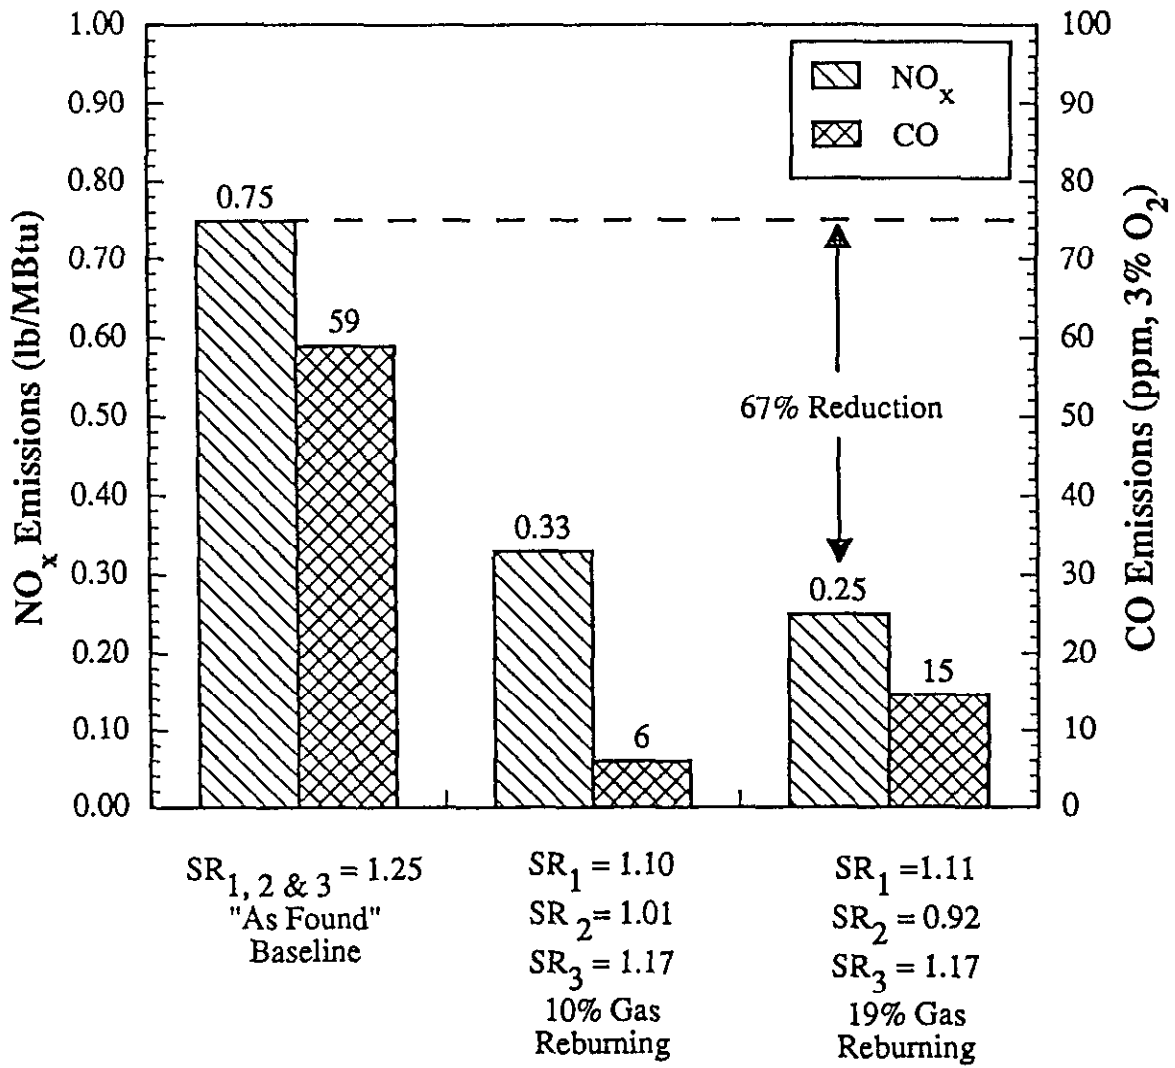 NOx Emissions (lb/MBtu)
1.00
0.90
0.80
0.70
0.60
0.50
0.40
0.30
0.20
0.10
0.00
NOx
CO
0.75
59
0.33
6
0.25
15
67% Reduction
100
90
80
70
60
50
40
30
20
10
0
CO Emissions (ppm, 3% O2)
SR1, 2 & 3 = 1.25
"As Found"
Baseline
SR1 = 1.10
SR2 = 1.01
SR3 = 1.17
10% Gas
Reburning
SR1 =1.11
SR2 = 0.92
SR3 = 1.17
19% Gas
Reburning